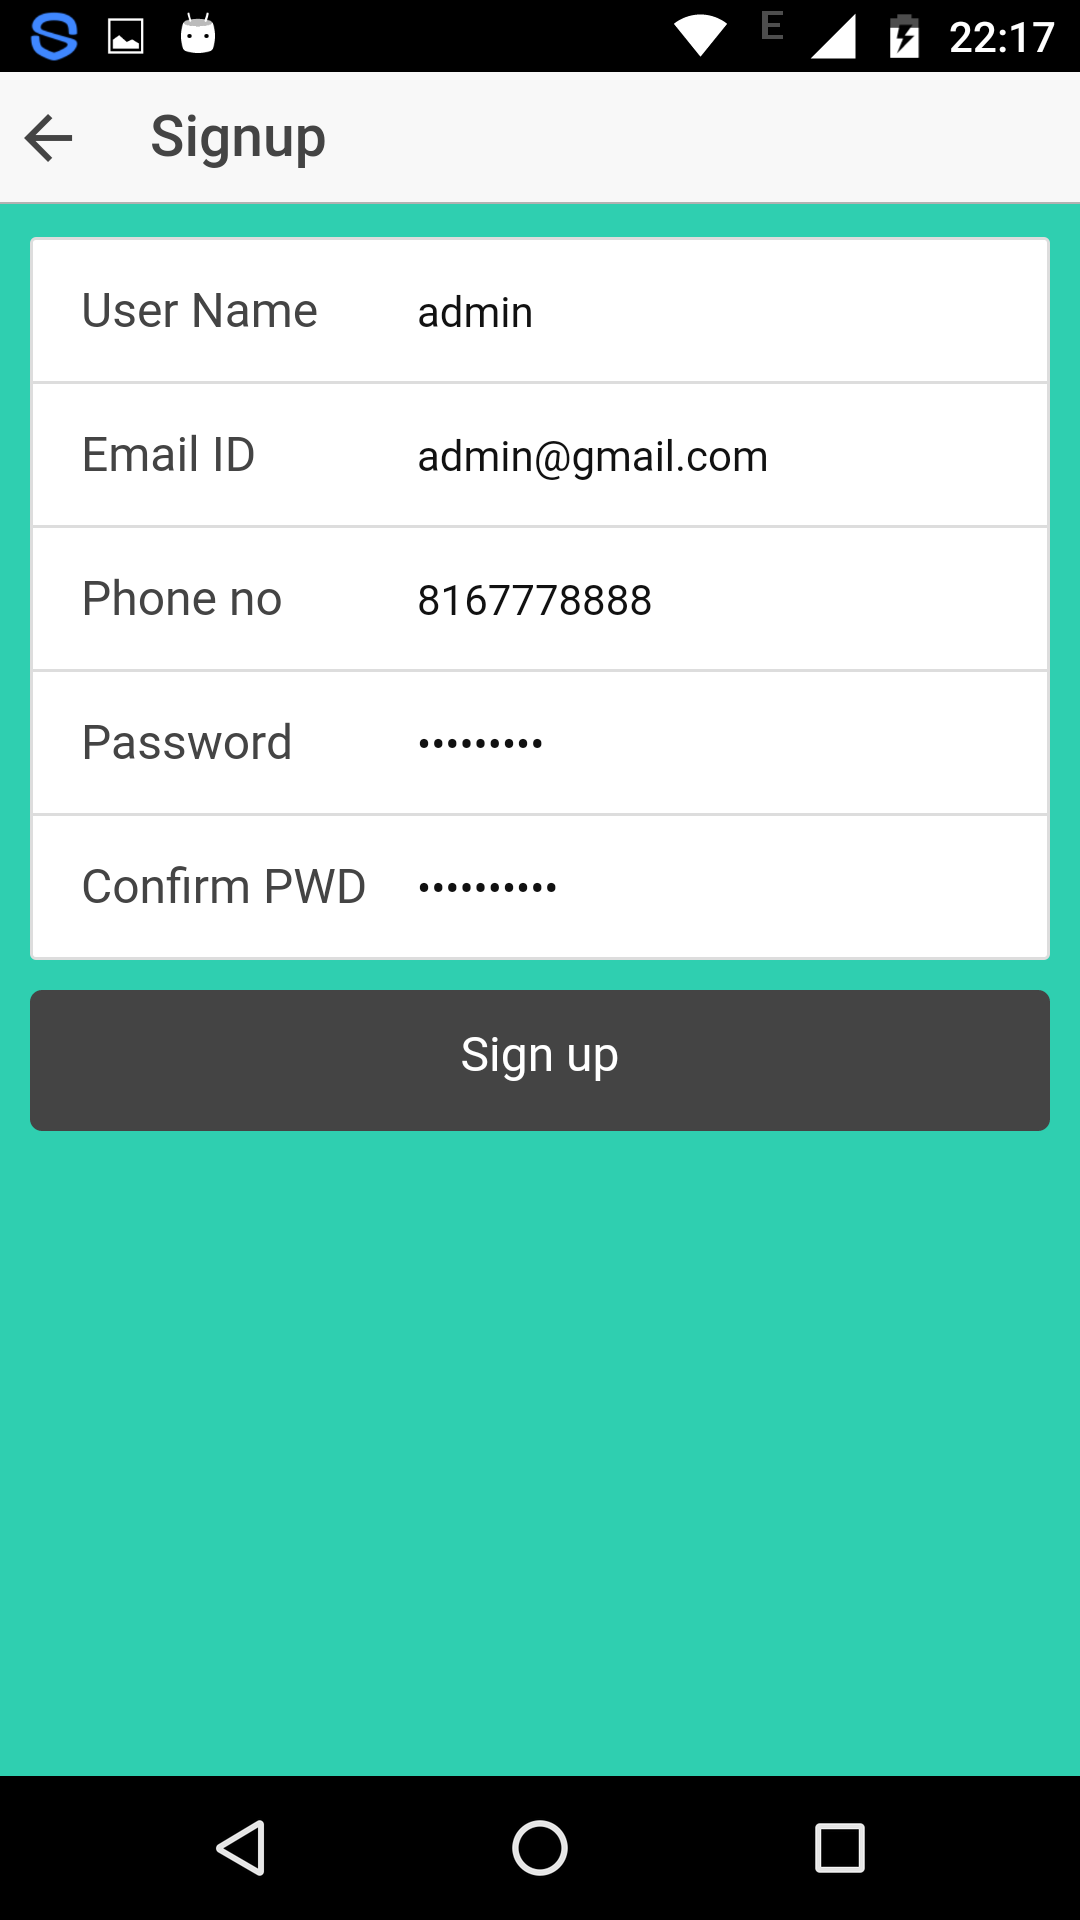 E 22:17
Signup
User Name admin
Email ID admin@gmail.com
Phone no 8167778888
Password •••••••••
Confirm PWD ••••••••••
Sign up